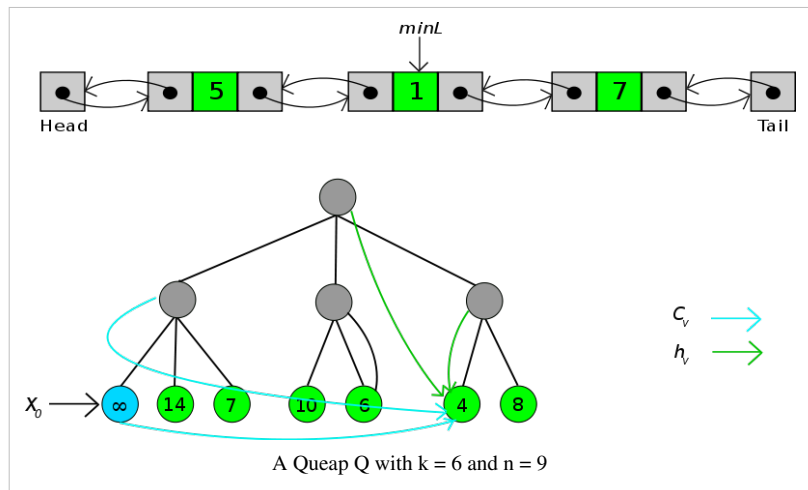 minL
5 1 7
Head Tail
C_v
h_v
X_0 ∞ 14 7 10 6 4 8
A Queap Q with k = 6 and n = 9